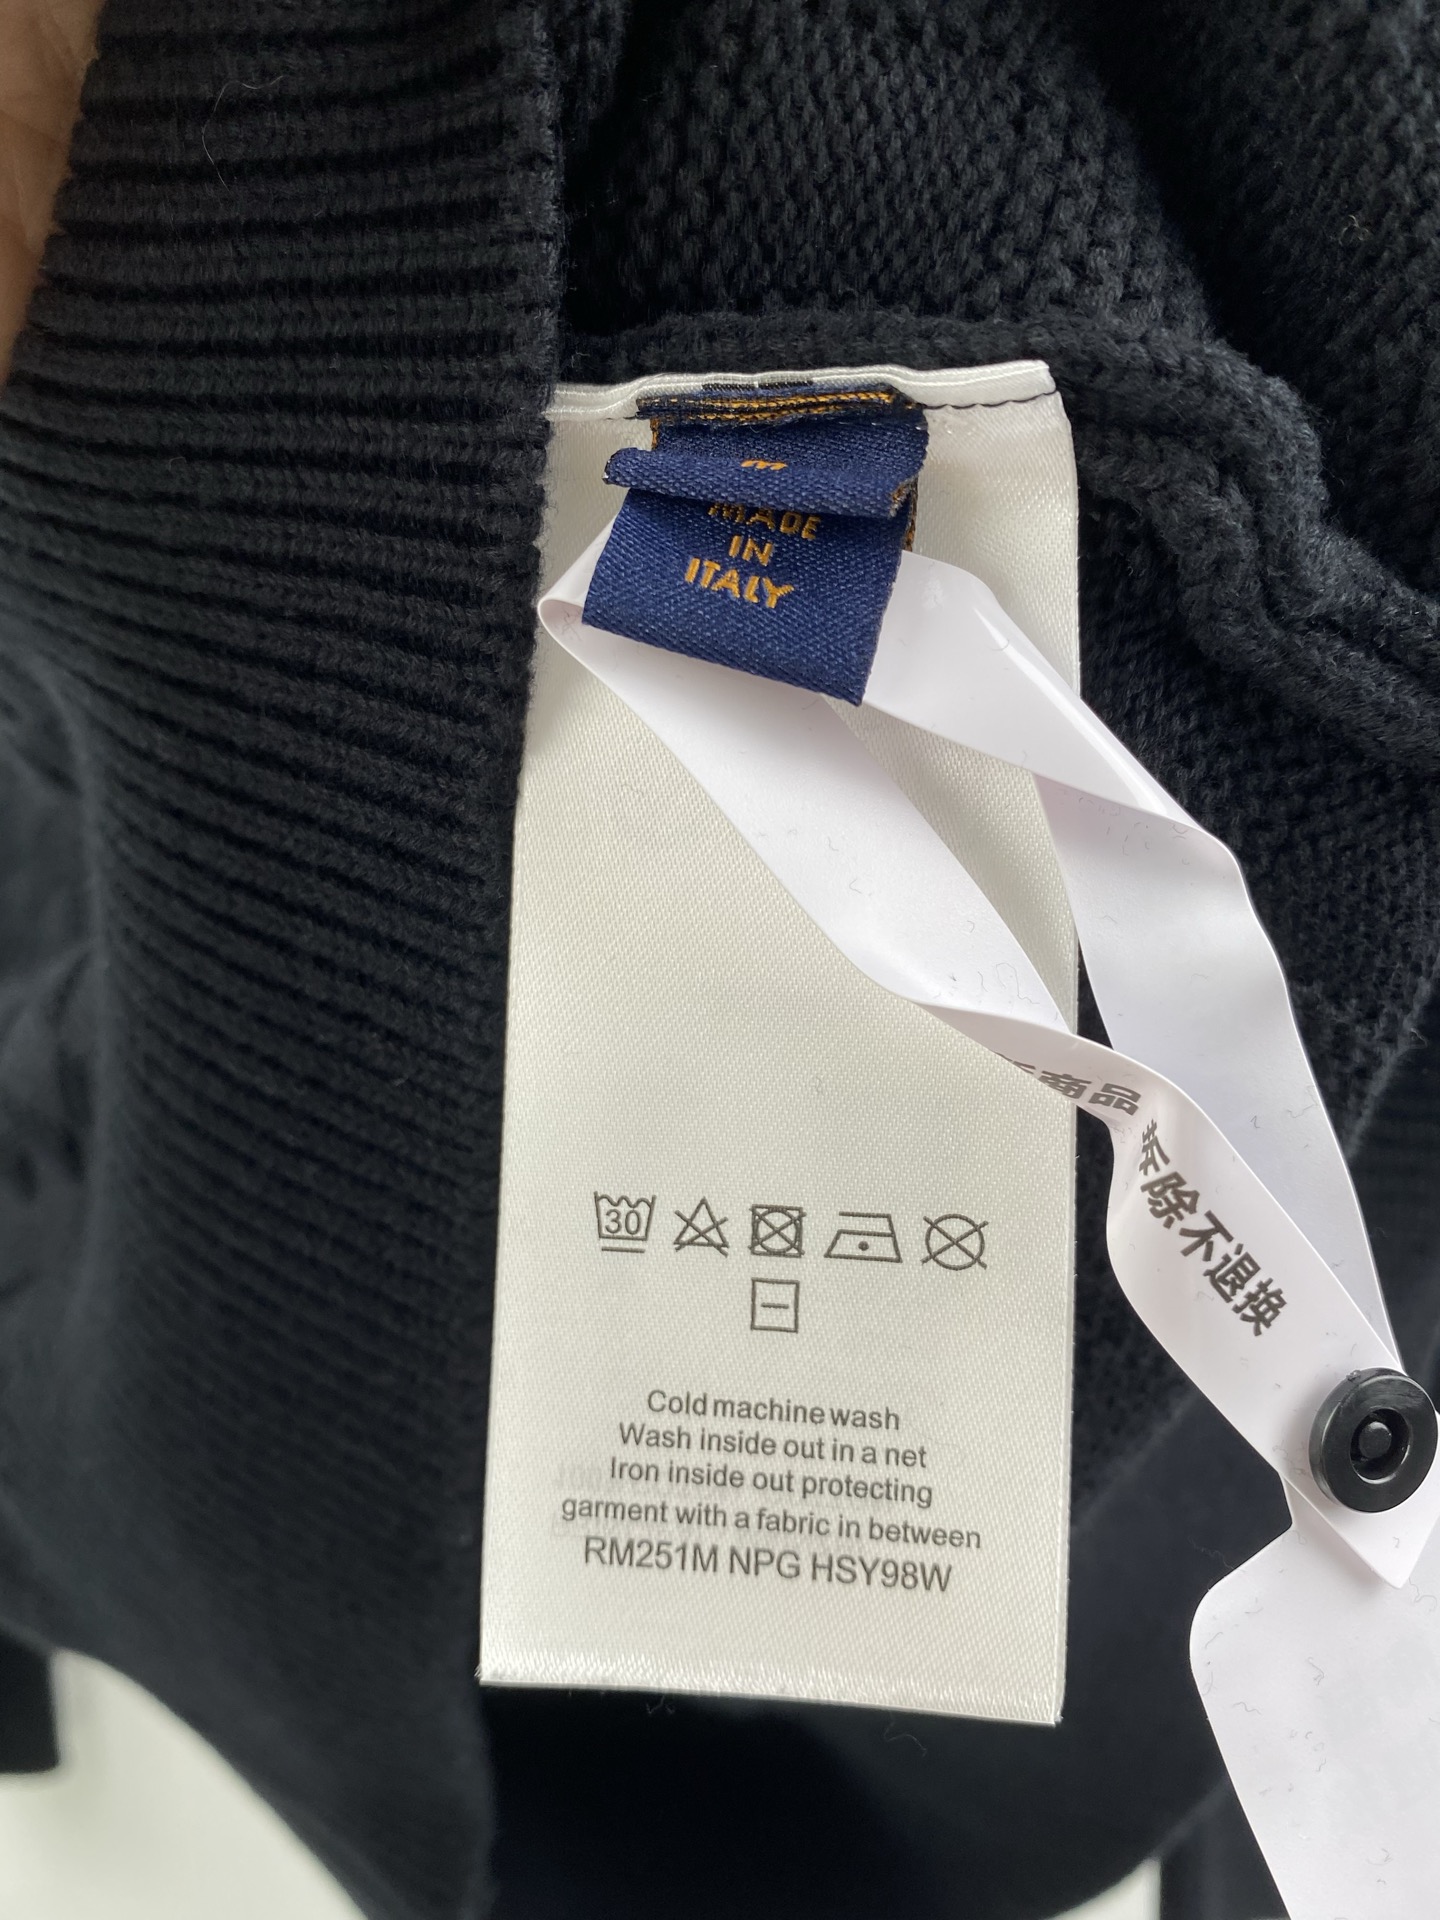 MADE
IN
ITALY
商品
拆除不退换
30
Cold machine wash
Wash inside out in a net
Iron inside out protecting
garment with a fabric in between
RM251M NPG HSY98W